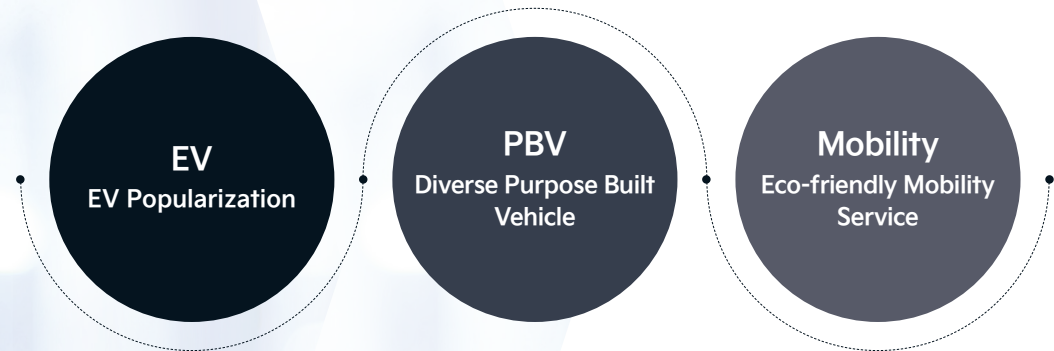 EV
EV Popularization
PBV
Diverse Purpose Built
Vehicle
Mobility
Eco-friendly Mobility
Service